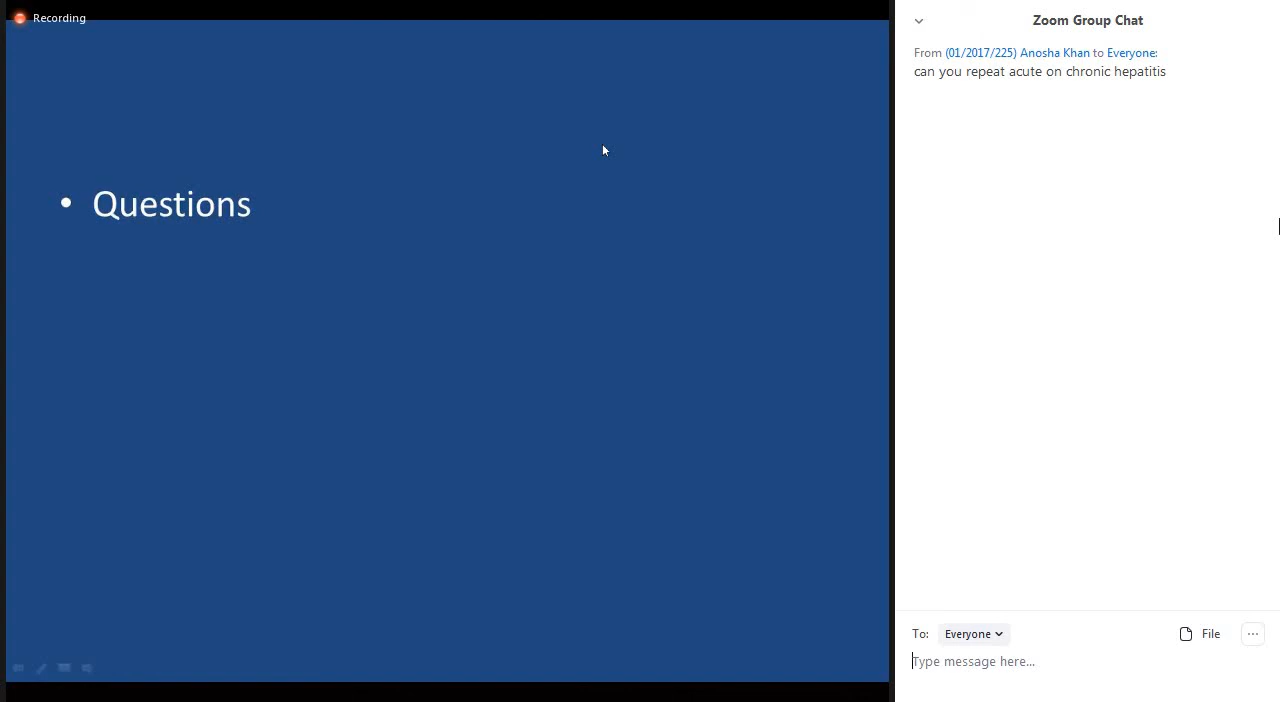 Recording
• Questions
Zoom Group Chat
From (01/2017/225) Anosha Khan to Everyone:
can you repeat acute on chronic hepatitis
To: Everyone File ...
Type message here...